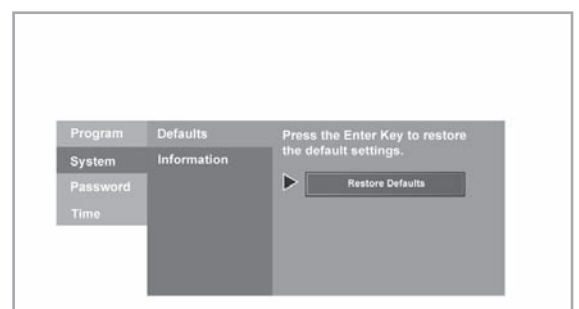 Program
System
Password
Time
Defaults
Information
Press the Enter Key to restore
the default settings.
Restore Defaults